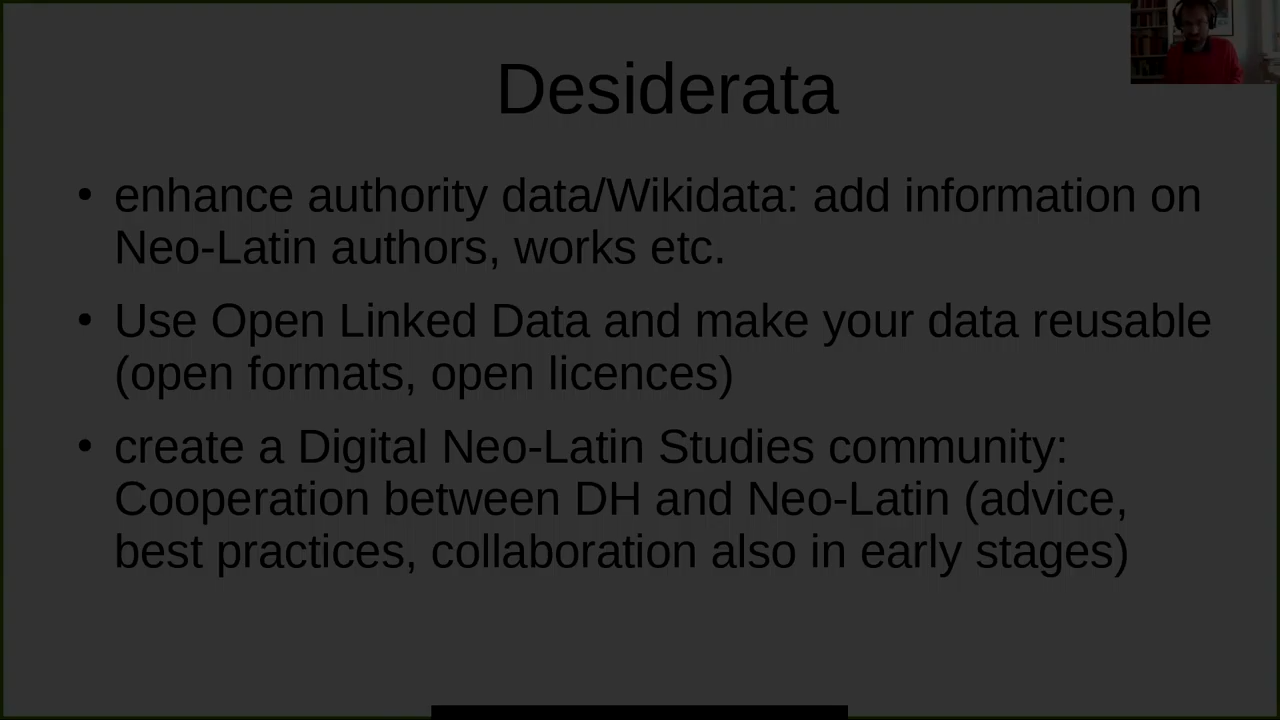 Desiderata
• enhance authority data/Wikidata: add information on
Neo-Latin authors, works etc.
• Use Open Linked Data and make your data reusable
(open formats, open licences)
• create a Digital Neo-Latin Studies community:
Cooperation between DH and Neo-Latin (advice,
best practices, collaboration also in early stages)